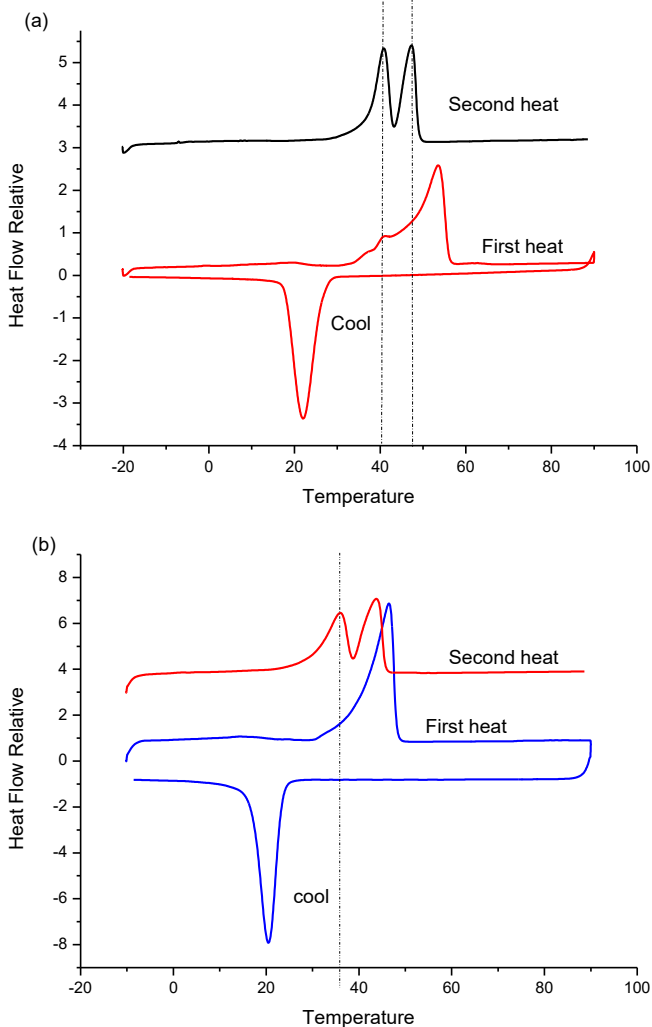 (a)
5
4
3
2
1
0
-1
-2
-3
-4
-20 0 20 40 60 80 100
Heat Flow Relative
Temperature
Second heat
First heat
Cool
(b)
8
6
4
2
0
-2
-4
-6
-8
-20 0 20 40 60 80 100
Heat Flow Relative
Temperature
Second heat
First heat
cool